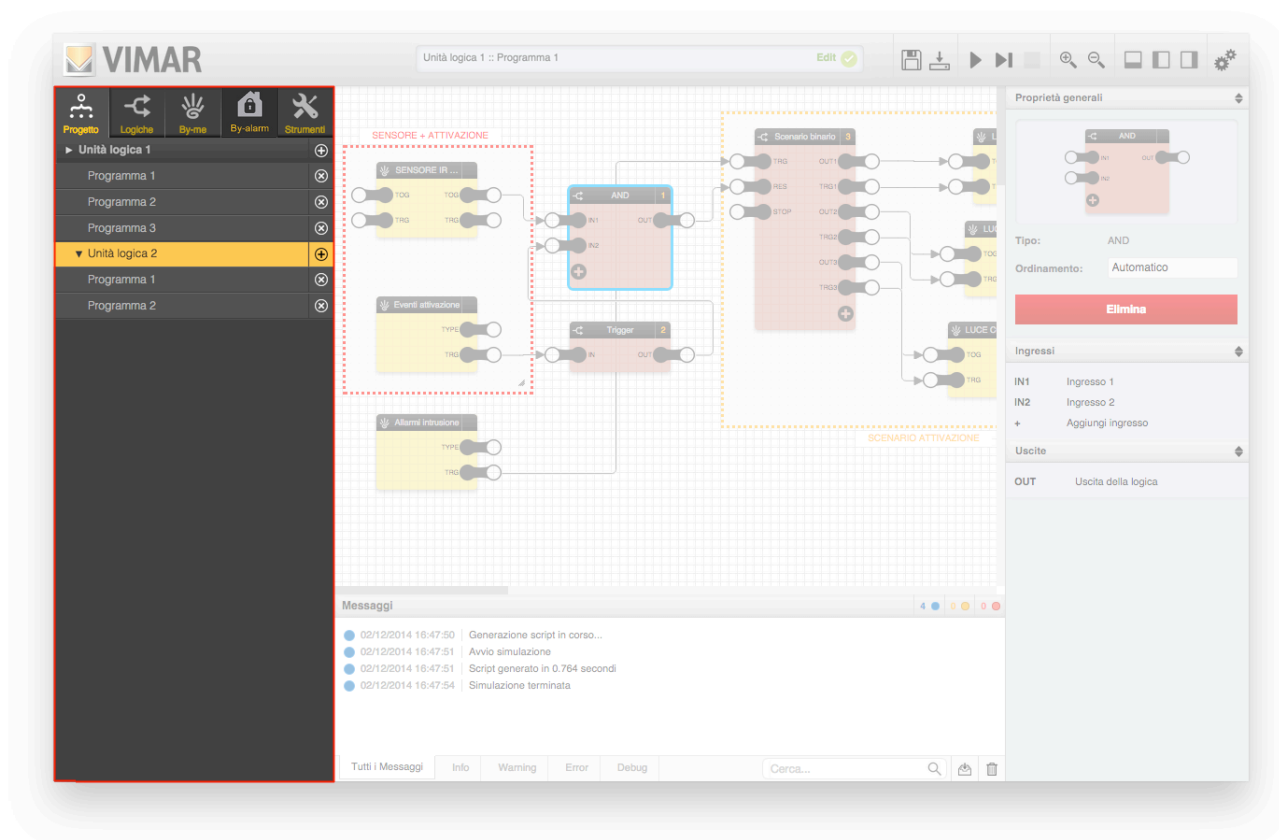 VIMAR
Unità logica 1 :: Programma 1
Edit
Progetto
Logiche
By-me
By-alarm
Strumenti
Unità logica 1
Programma 1
Programma 2
Programma 3
Unità logica 2
Programma 1
Programma 2
SENSORE + ATTIVAZIONE
SENSORE IR ...
TOG TOG
TRG TRG
Eventi attivazione
TYPE
TRG
Allarmi intrusione
TYPE
TRG
AND 1
IN1 OUT
IN2
Trigger 2
IN OUT
Scenario binario 3
TRG OUT1
RES TRG1
STOP OUT2
TRG2
OUT3
TRG3
TOG
TRG
LUCE C
TOG
TRG
SCENARIO ATTIVAZIONE
Messaggi
4 0 0
02/12/2014 16:47:50 Generazione script in corso...
02/12/2014 16:47:51 Avvio simulazione
02/12/2014 16:47:51 Script generato in 0.764 secondi
02/12/2014 16:47:54 Simulazione terminata
Tutti i Messaggi Info Warning Error Debug Cerca...
Proprietà generali
AND
IN1 OUT
IN2
Tipo: AND
Ordinamento: Automatico
Elimina
Ingressi
IN1 Ingresso 1
IN2 Ingresso 2
+ Aggiungi ingresso
Uscite
OUT Uscita della logica